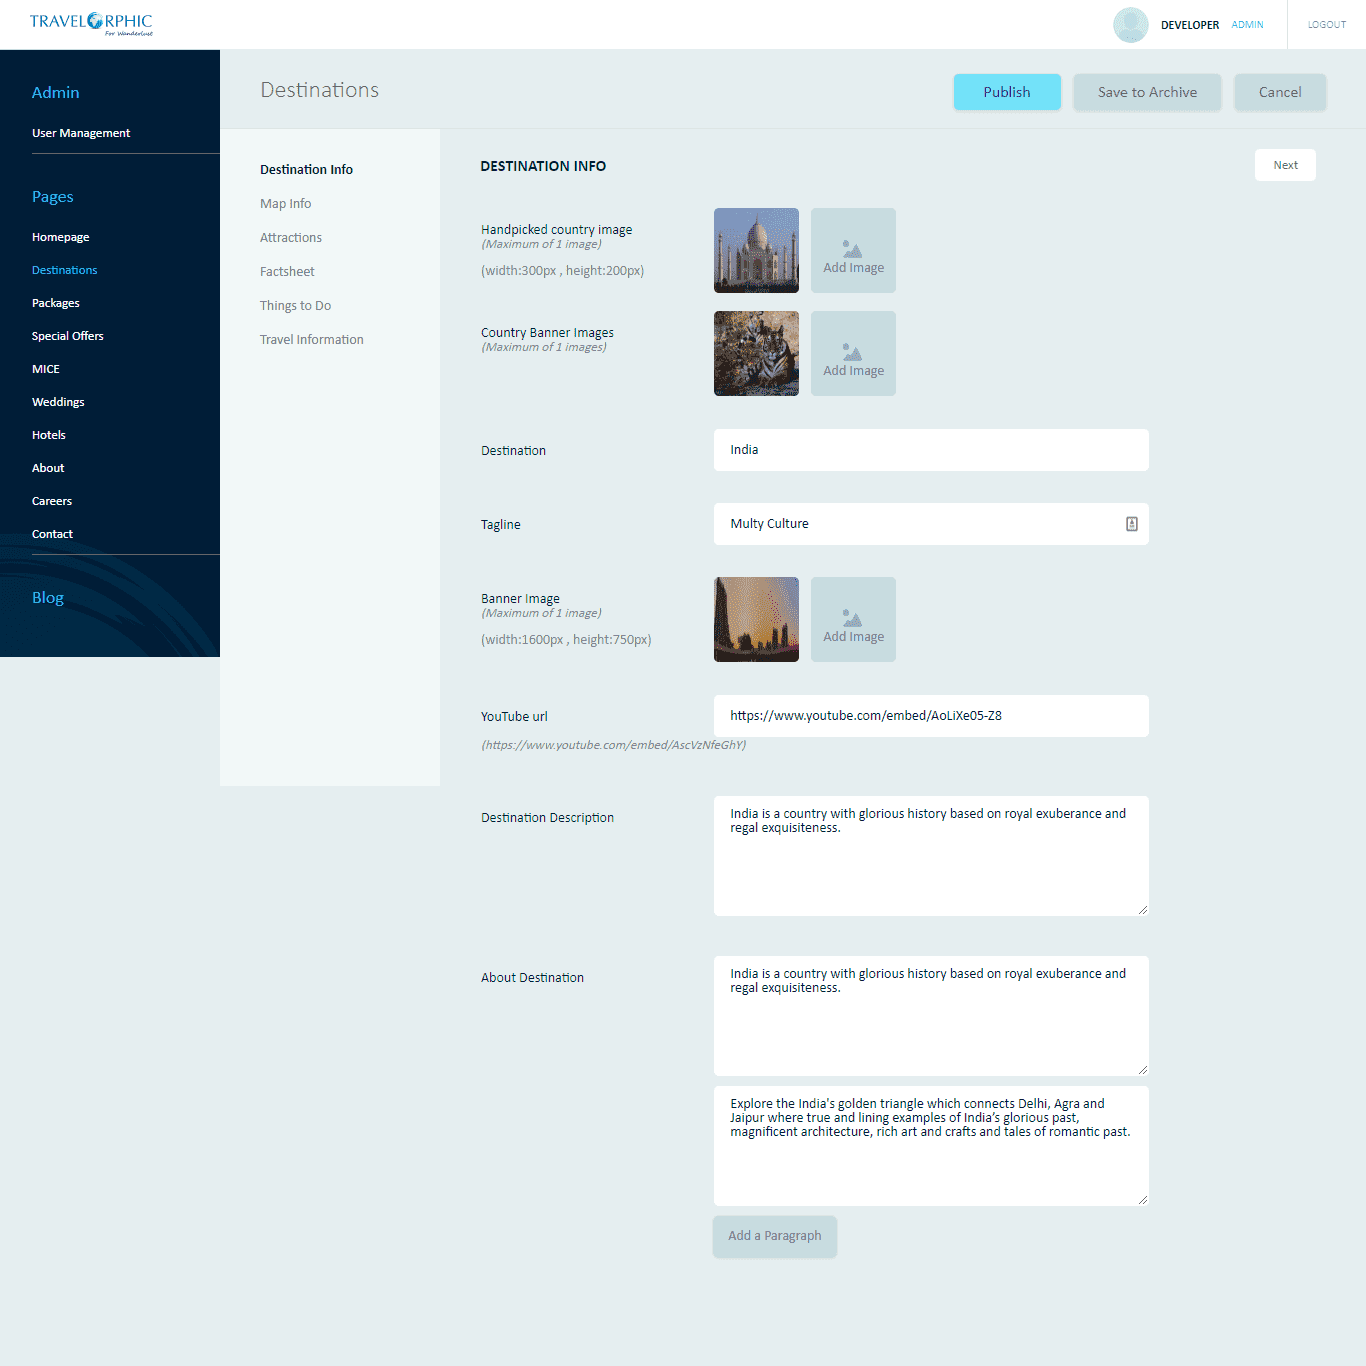 TRAVELORPHIC
For Wanderlust
DEVELOPER ADMIN
LOGOUT
Admin
User Management
Pages
Homepage
Destinations
Packages
Special Offers
MICE
Weddings
Hotels
About
Careers
Contact
Blog
Destinations
Publish
Save to Archive
Cancel
Destination Info
Map Info
Attractions
Factsheet
Things to Do
Travel Information
DESTINATION INFO
Next
Handpicked country image
(Maximum of 1 image)
(width:300px , height:200px)
Add Image
Country Banner Images
(Maximum of 1 images)
Add Image
Destination
India
Tagline
Multy Culture
Banner Image
(Maximum of 1 image)
(width:1600px , height:750px)
Add Image
YouTube url
https://www.youtube.com/embed/AoLiXe05-Z8
(https://www.youtube.com/embed/AscVzNfeGhY)
Destination Description
India is a country with glorious history based on royal exuberance and
regal exquisiteness.
About Destination
India is a country with glorious history based on royal exuberance and
regal exquisiteness.
Explore the India's golden triangle which connects Delhi, Agra and
Jaipur where true and lining examples of India’s glorious past,
magnificent architecture, rich art and crafts and tales of romantic past.
Add a Paragraph